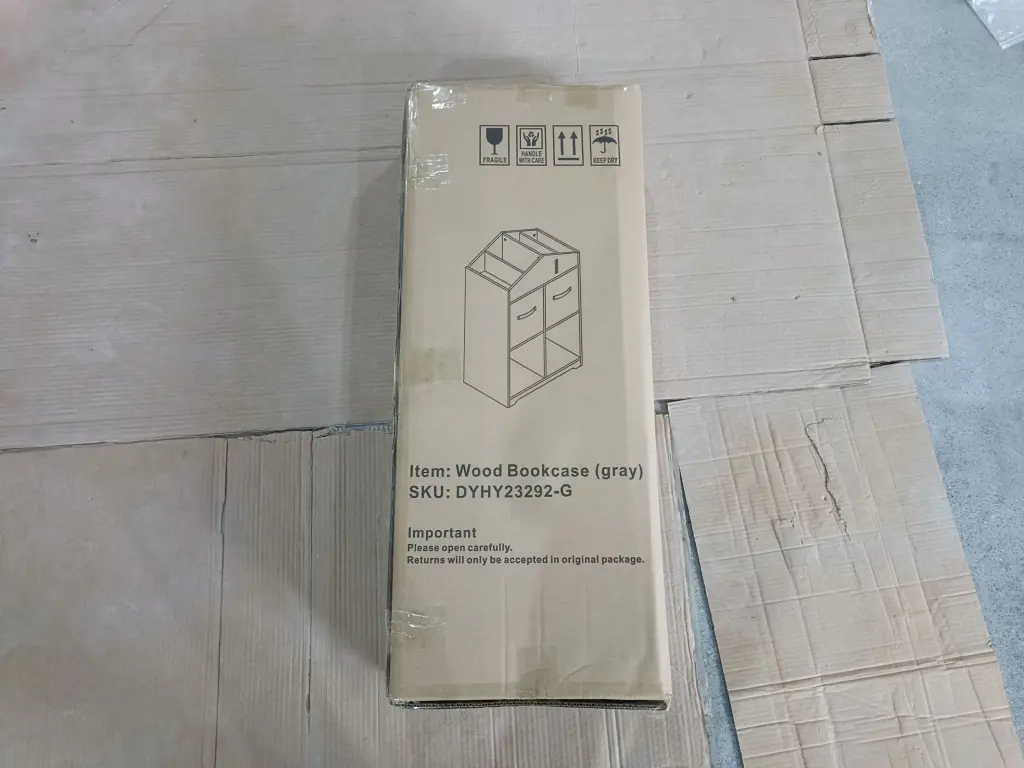 FRAGILE
HANDLE
WITH CARE
KEEP DRY
Item: Wood Bookcase (gray)
SKU: DYHY23292-G
Important
Please open carefully.
Returns will only be accepted in original package.